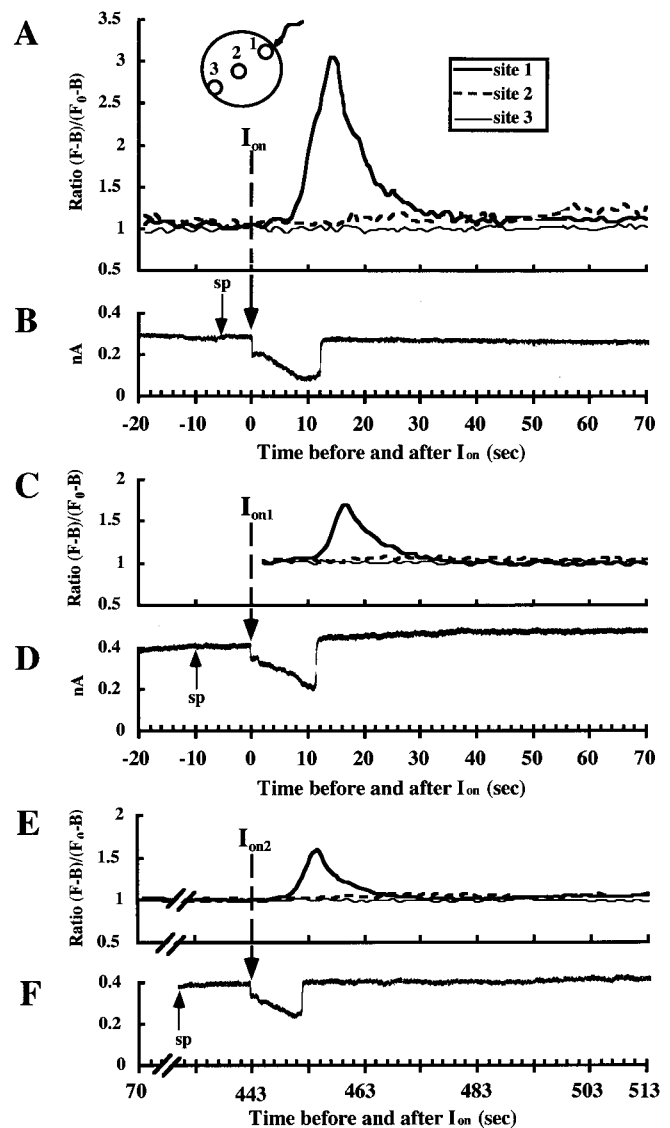 A
3.5
3
2.5
2
1.5
1
0.5
Ratio (F-B)/(F₀-B)
1
2
3
site 1
site 2
site 3
Ion
sp
B
0.4
0.2
0
nA
-20 -10 0 10 20 30 40 50 60 70
Time before and after Ion (sec)
C
2
1.5
1
0.5
Ratio (F-B)/(F₀-B)
Ion1
D
0.4
0.2
0
nA
sp
-20 -10 0 10 20 30 40 50 60 70
Time before and after Ion (sec)
E
2
1.5
1
0.5
Ratio (F-B)/(F₀-B)
Ion2
F
0.4
0.2
0
sp
70 443 463 483 503 513
Time before and after Ion (sec)